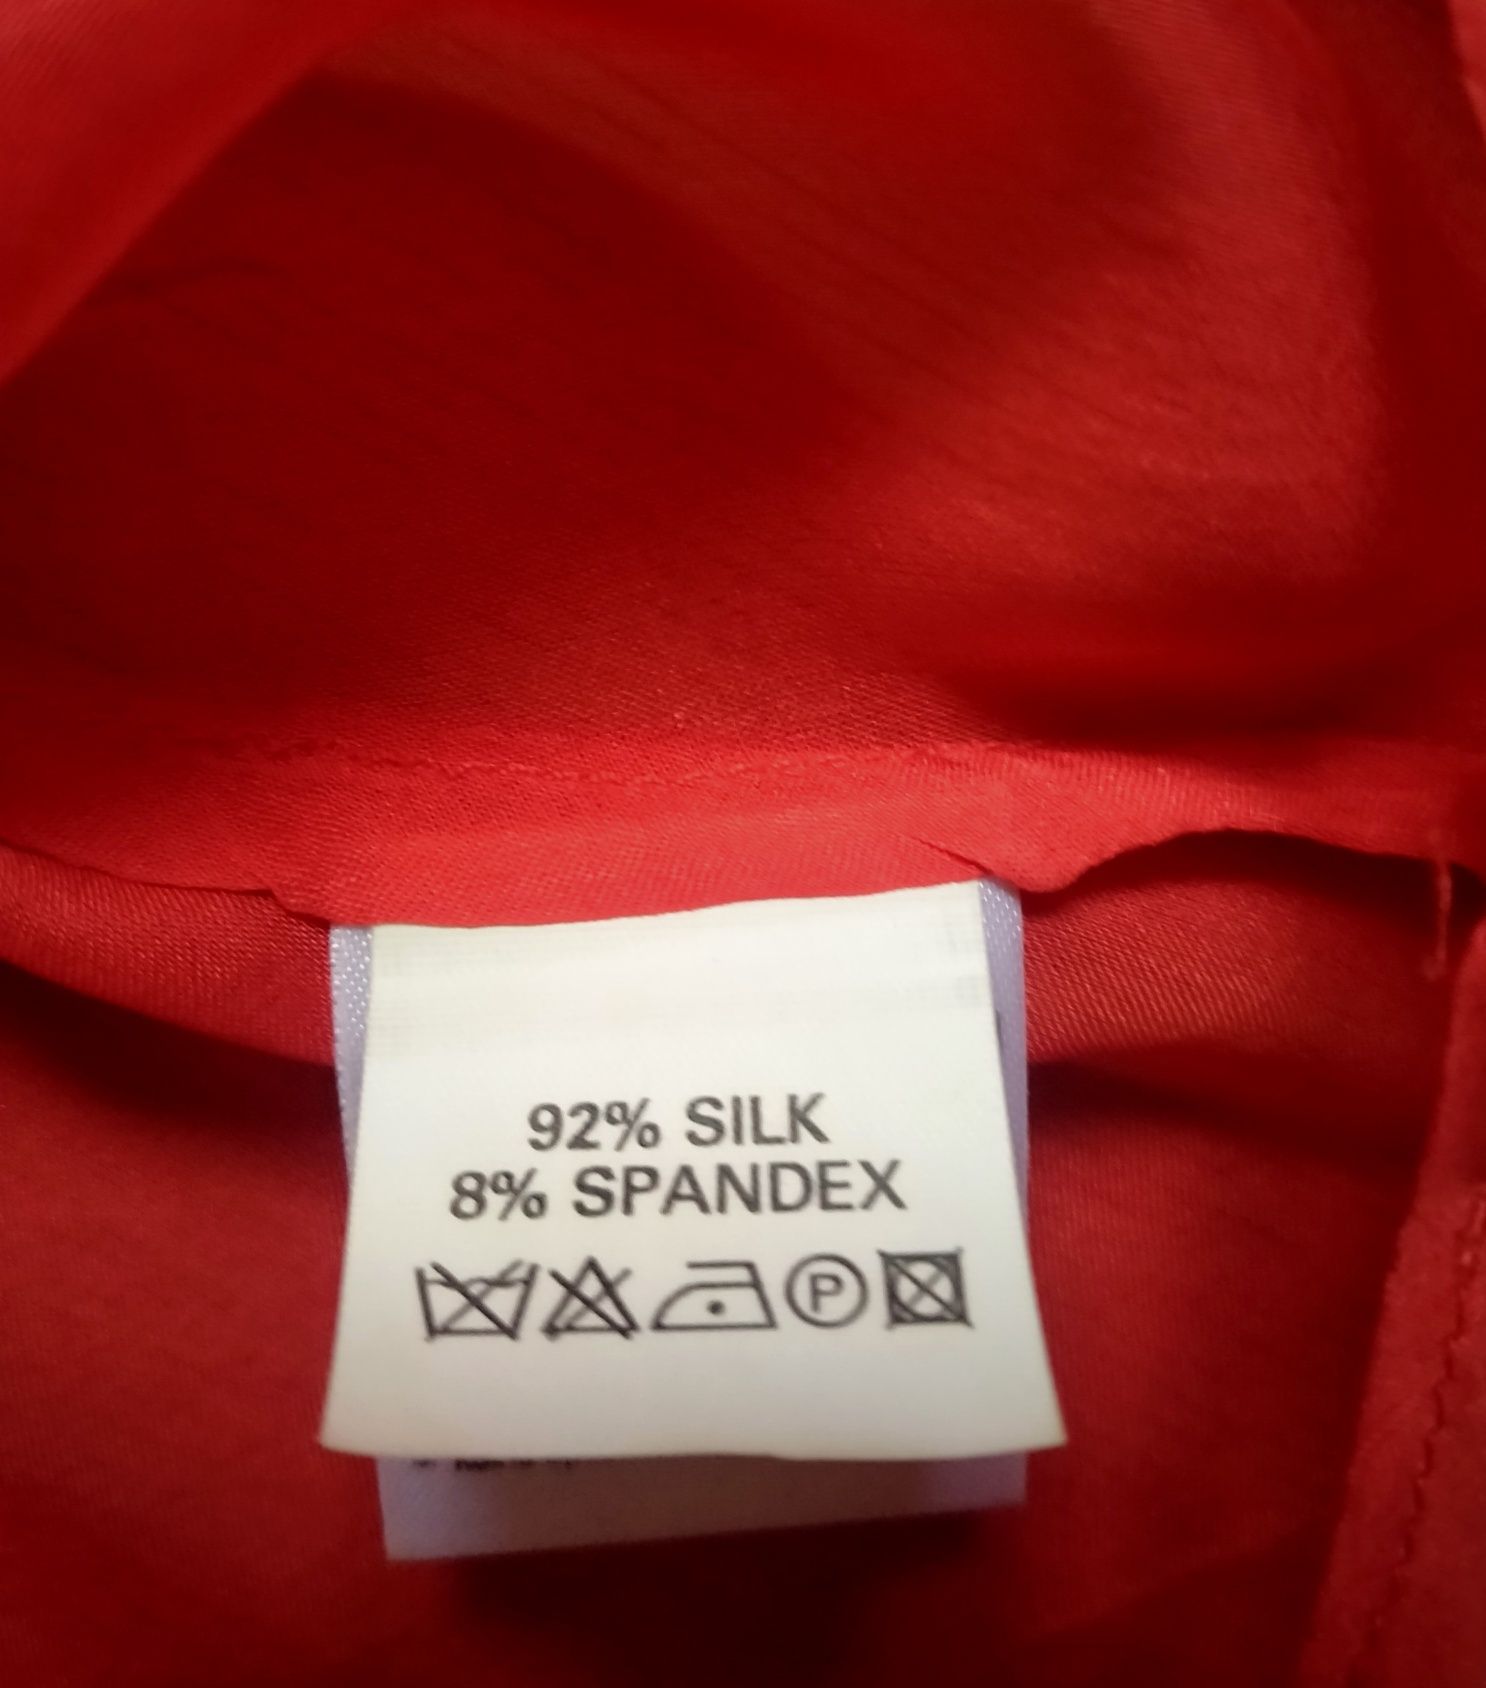 92% SILK
8% SPANDEX
P